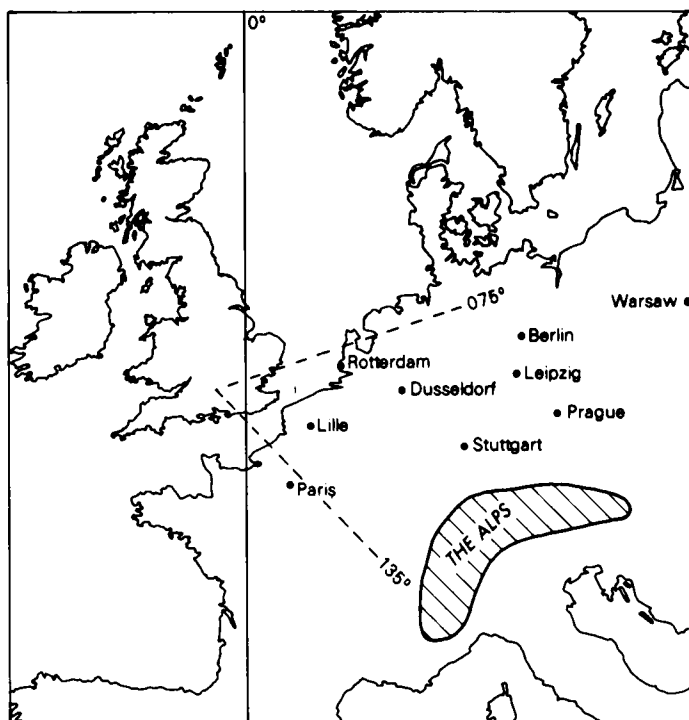 0°
075°
Warsaw
Berlin
Rotterdam
Leipzig
Dusseldorf
Prague
Lille
Stuttgart
Paris
THE ALPS
135°